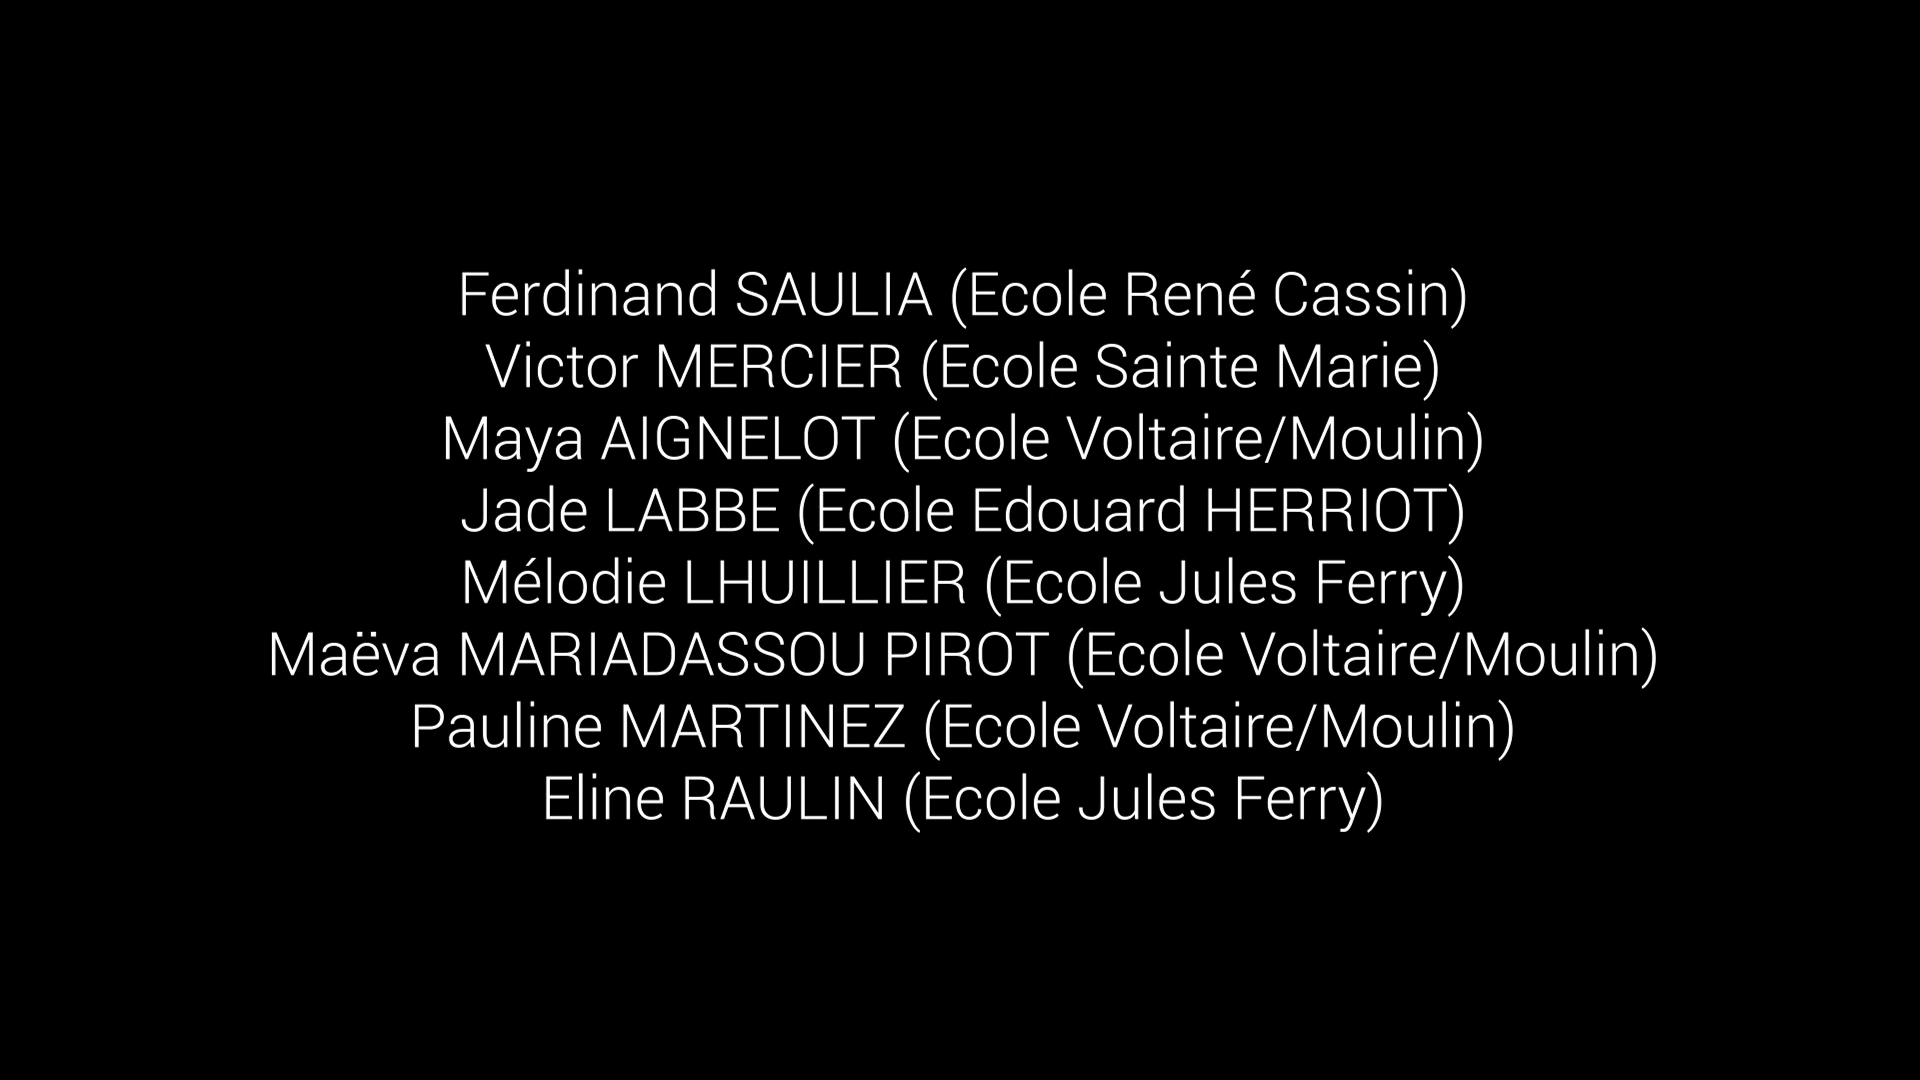 Ferdinand SAULIA (Ecole René Cassin)
Victor MERCIER (Ecole Sainte Marie)
Maya AIGNELOT (Ecole Voltaire/Moulin)
Jade LABBE (Ecole Edouard HERRIOT)
Mélodie LHUILLIER (Ecole Jules Ferry)
Maëva MARIADASSOU PIROT (Ecole Voltaire/Moulin)
Pauline MARTINEZ (Ecole Voltaire/Moulin)
Eline RAULIN (Ecole Jules Ferry)